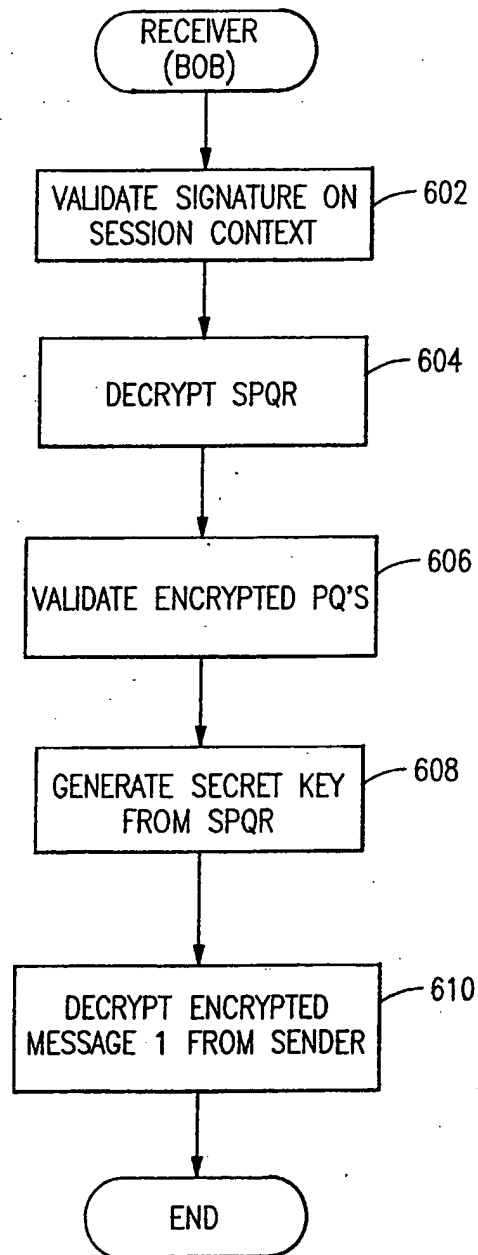 RECEIVER
(BOB)
VALIDATE SIGNATURE ON
SESSION CONTEXT
602
DECRYPT SPQR
604
VALIDATE ENCRYPTED PQ'S
606
GENERATE SECRET KEY
FROM SPQR
608
DECRYPT ENCRYPTED
MESSAGE 1 FROM SENDER
610
END